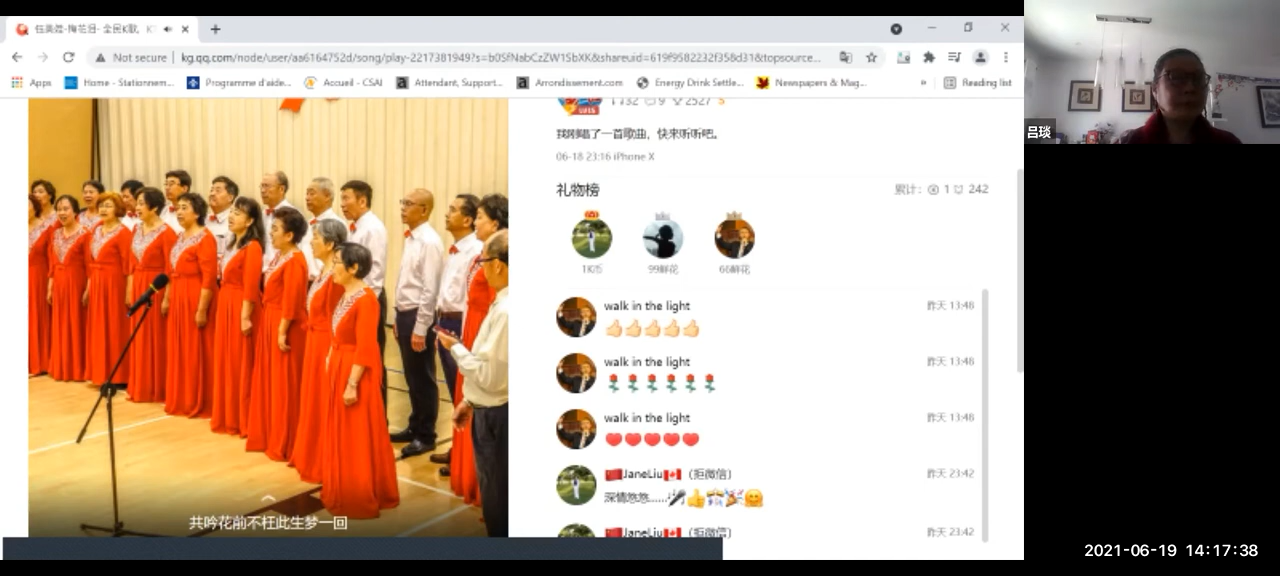 全民K歌
Not secure
kg.qq.com/node/user/aa6164752d/song/play-2217381949?s=b0SfNabCzZW1SbXK&shareuid=619f9582232f358d31&topsource...
Apps
Home - Stationnem...
Programme d'aide...
Accueil - CSAI
Attendant, Support...
Arrondissement.com
Energy Drink Settle...
Newspapers & Mag...
»
Reading list
我刚唱了一首歌曲，快来听听吧。
06-18 23:16 iPhone X
礼物榜
累计：
1
242
99鲜花
66鲜花
walk in the light
昨天 13:48
walk in the light
昨天 13:48
walk in the light
昨天 13:48
JaneLiu（拒微信）
昨天 23:42
深情悠悠......
JaneLiu（拒微信）
昨天 23:42
共吟花前不枉此生梦一回
吕琰
2021-06-19 14:17:38